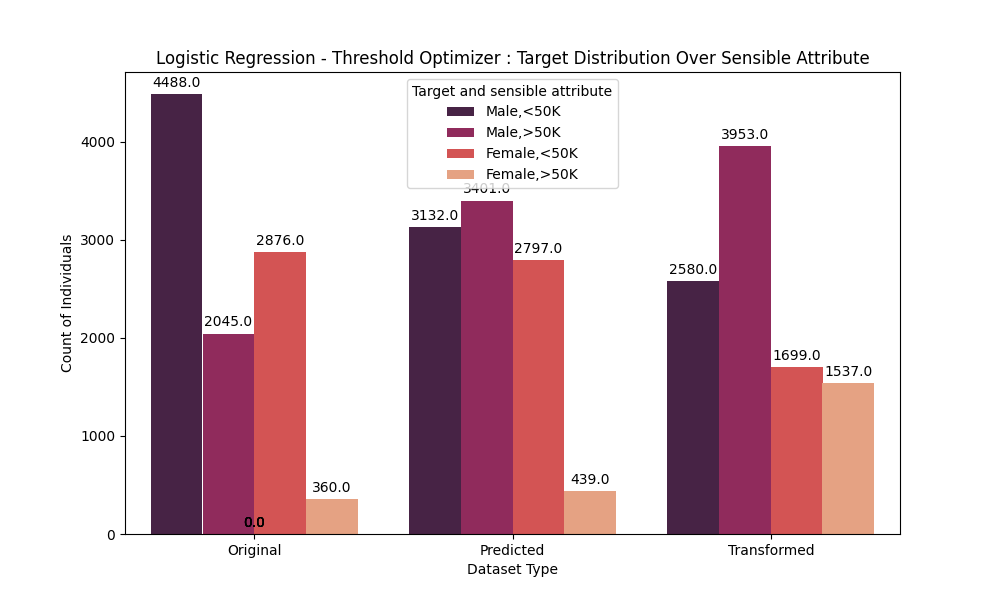 Logistic Regression - Threshold Optimizer : Target Distribution Over Sensible Attribute
4488.0
Target and sensible attribute
Male,<50K
Male,>50K
Female,<50K
Female,>50K
4000
3953.0
3401.0
3132.0
3000
2876.0
2797.0
2580.0
2045.0
2000
1699.0
1537.0
1000
360.0
439.0
0.0
0
Original
Predicted
Transformed
Dataset Type
Count of Individuals